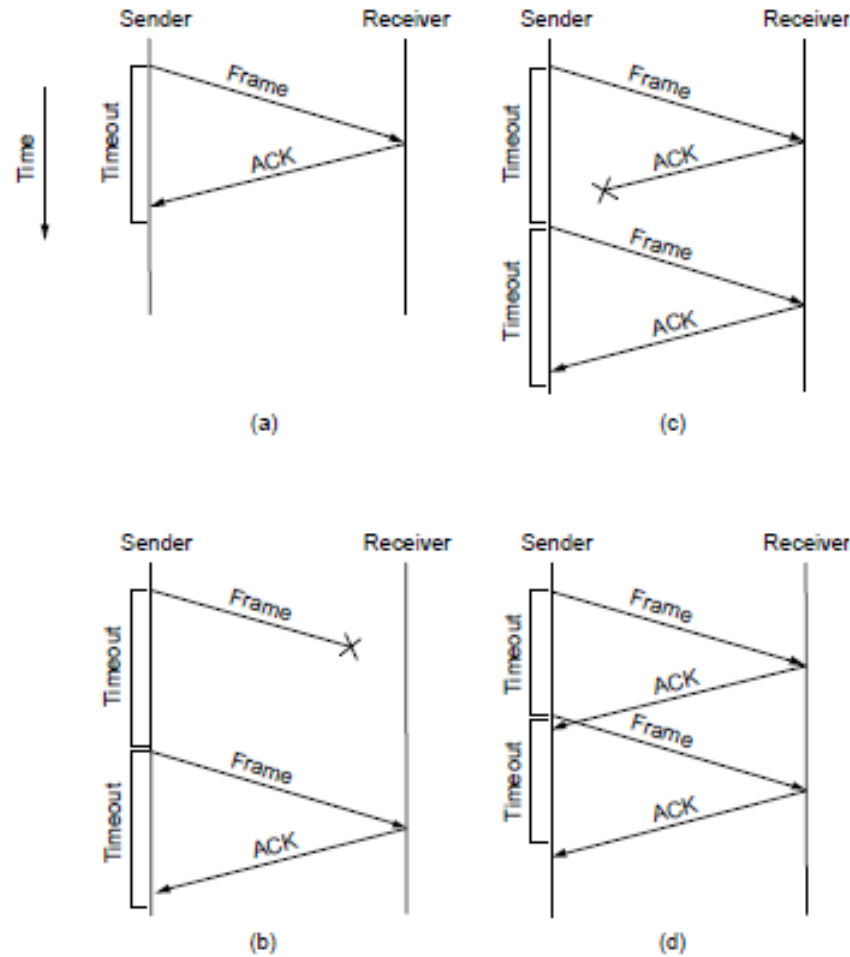 Sender Receiver
Time
Timeout
Frame
ACK
(a)
Sender Receiver
Timeout
Frame
ACK
Timeout
Frame
ACK
(c)
Sender Receiver
Timeout
Frame
Timeout
Frame
ACK
(b)
Sender Receiver
Timeout
Frame
ACK
Timeout
Frame
ACK
(d)